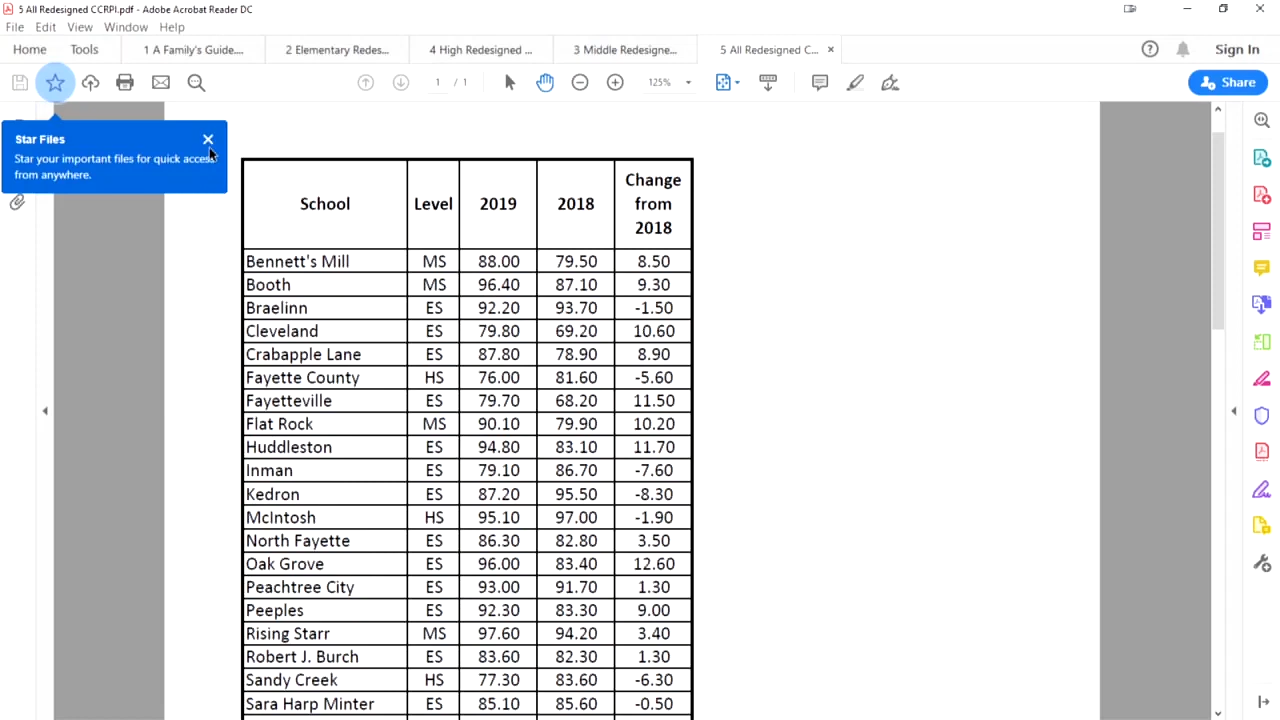 5 All Redesigned CCRPI.pdf - Adobe Acrobat Reader DC
File Edit View Window Help
Home Tools 1 A Family's Guide.... 2 Elementary Redes... 4 High Redesigned ... 3 Middle Redesigne... 5 All Redesigned C... × Sign In
1 / 1 125% Share
Star Files
Star your important files for quick access
from anywhere.
School Level 2019 2018 Change from 2018
Bennett's Mill MS 88.00 79.50 8.50
Booth MS 96.40 87.10 9.30
Braelinn ES 92.20 93.70 -1.50
Cleveland ES 79.80 69.20 10.60
Crabapple Lane ES 87.80 78.90 8.90
Fayette County HS 76.00 81.60 -5.60
Fayetteville ES 79.70 68.20 11.50
Flat Rock MS 90.10 79.90 10.20
Huddleston ES 94.80 83.10 11.70
Inman ES 79.10 86.70 -7.60
Kedron ES 87.20 95.50 -8.30
McIntosh HS 95.10 97.00 -1.90
North Fayette ES 86.30 82.80 3.50
Oak Grove ES 96.00 83.40 12.60
Peachtree City ES 93.00 91.70 1.30
Peeples ES 92.30 83.30 9.00
Rising Starr MS 97.60 94.20 3.40
Robert J. Burch ES 83.60 82.30 1.30
Sandy Creek HS 77.30 83.60 -6.30
Sara Harp Minter ES 85.10 85.60 -0.50